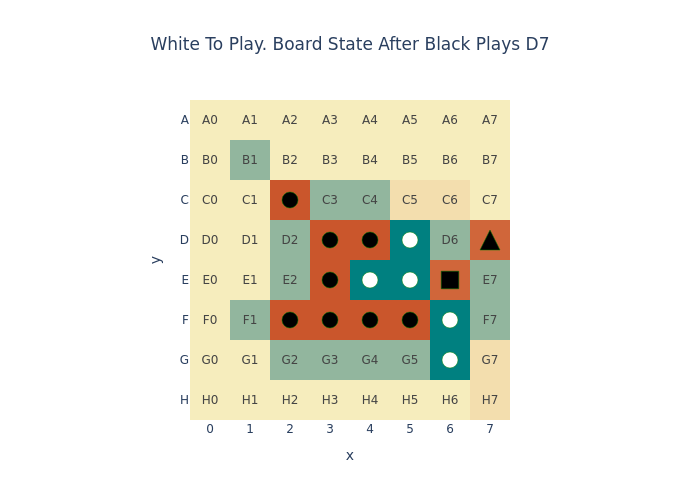 White To Play. Board State After Black Plays D7
A A0 A1 A2 A3 A4 A5 A6 A7
B B0 B1 B2 B3 B4 B5 B6 B7
C C0 C1 C3 C4 C5 C6 C7
D D0 D1 D2 D6
E E0 E1 E2 E7
F F0 F1 F7
G G0 G1 G2 G3 G4 G5 G7
H H0 H1 H2 H3 H4 H5 H6 H7
0 1 2 3 4 5 6 7
x
y